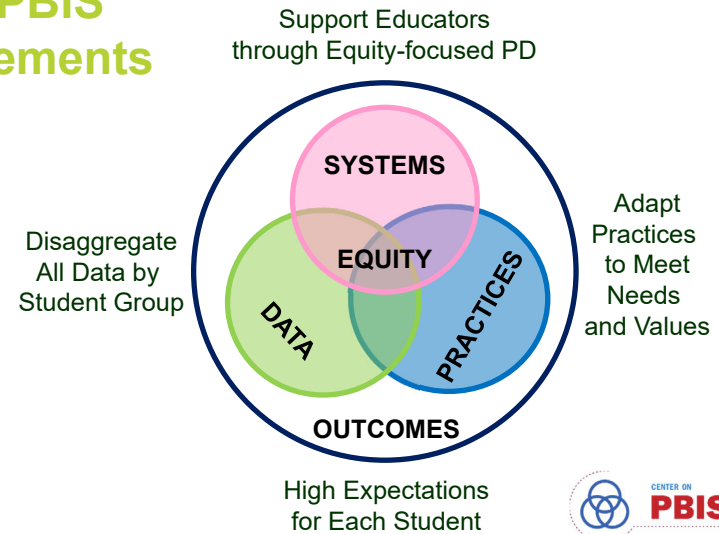 PBIS
ements
Support Educators
through Equity-focused PD
SYSTEMS
Disaggregate
All Data by
Student Group
EQUITY
Adapt
Practices
to Meet
Needs
and Values
DATA
PRACTICES
OUTCOMES
High Expectations
for Each Student
CENTER ON
PBIS